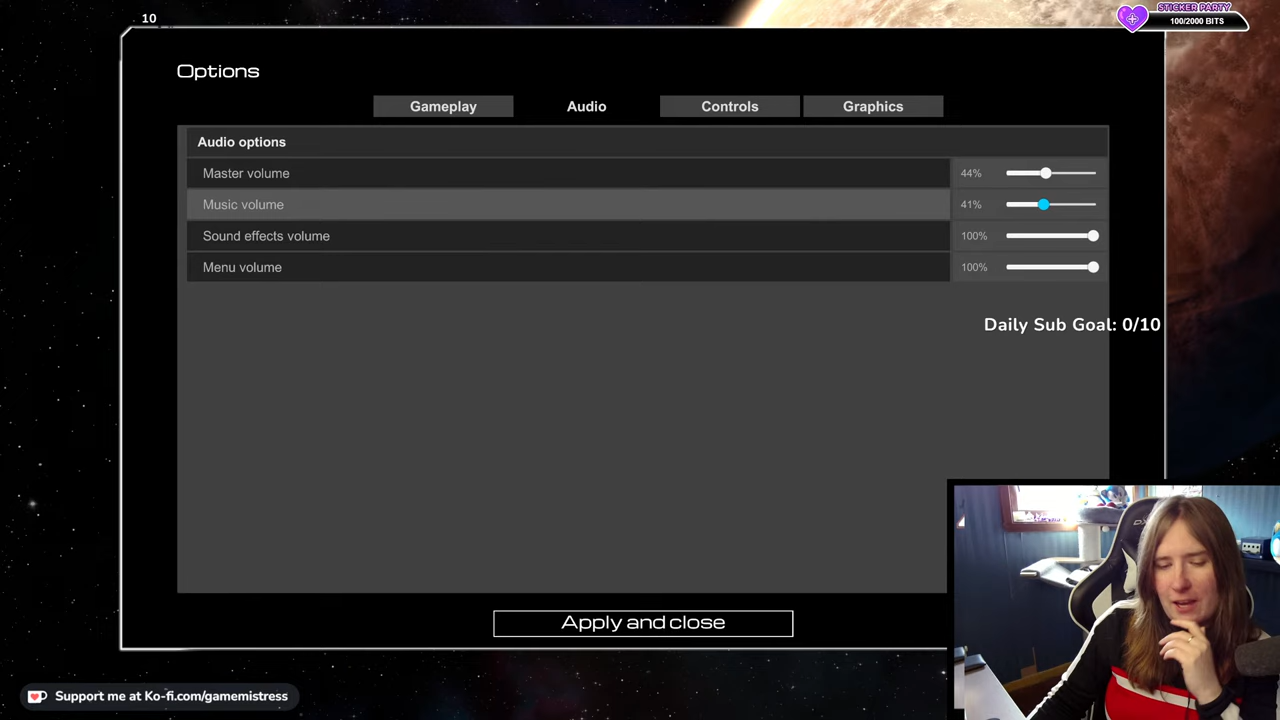 10
STICKER PARTY
100/2000 BITS
Options
Gameplay
Audio
Controls
Graphics
Audio options
Master volume
44%
Music volume
41%
Sound effects volume
100%
Menu volume
100%
Daily Sub Goal: 0/10
Apply and close
Support me at Ko-fi.com/gamemistress